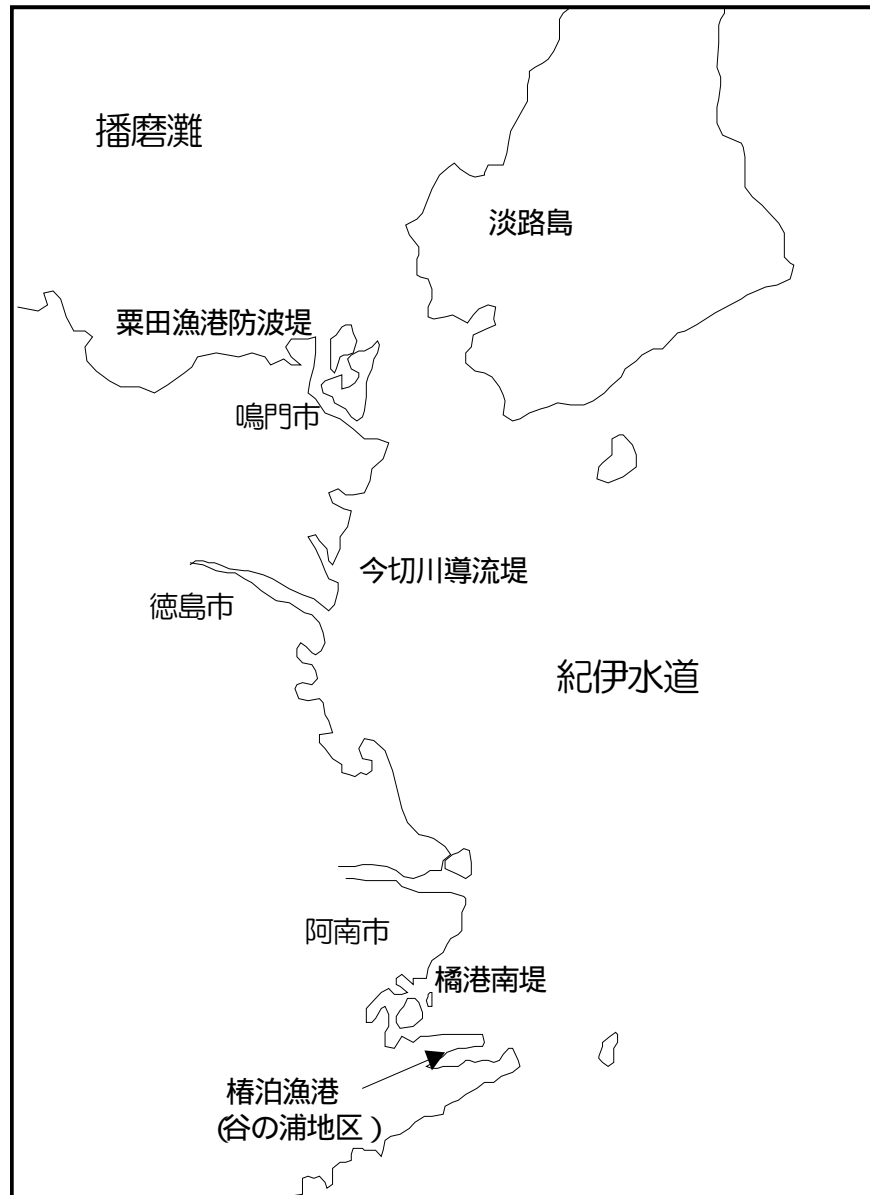 播磨灘
淡路島
粟田漁港防波堤
鳴門市
今切川導流堤
徳島市
紀伊水道
阿南市
橘港南堤
椿泊漁港
(谷の浦地区）